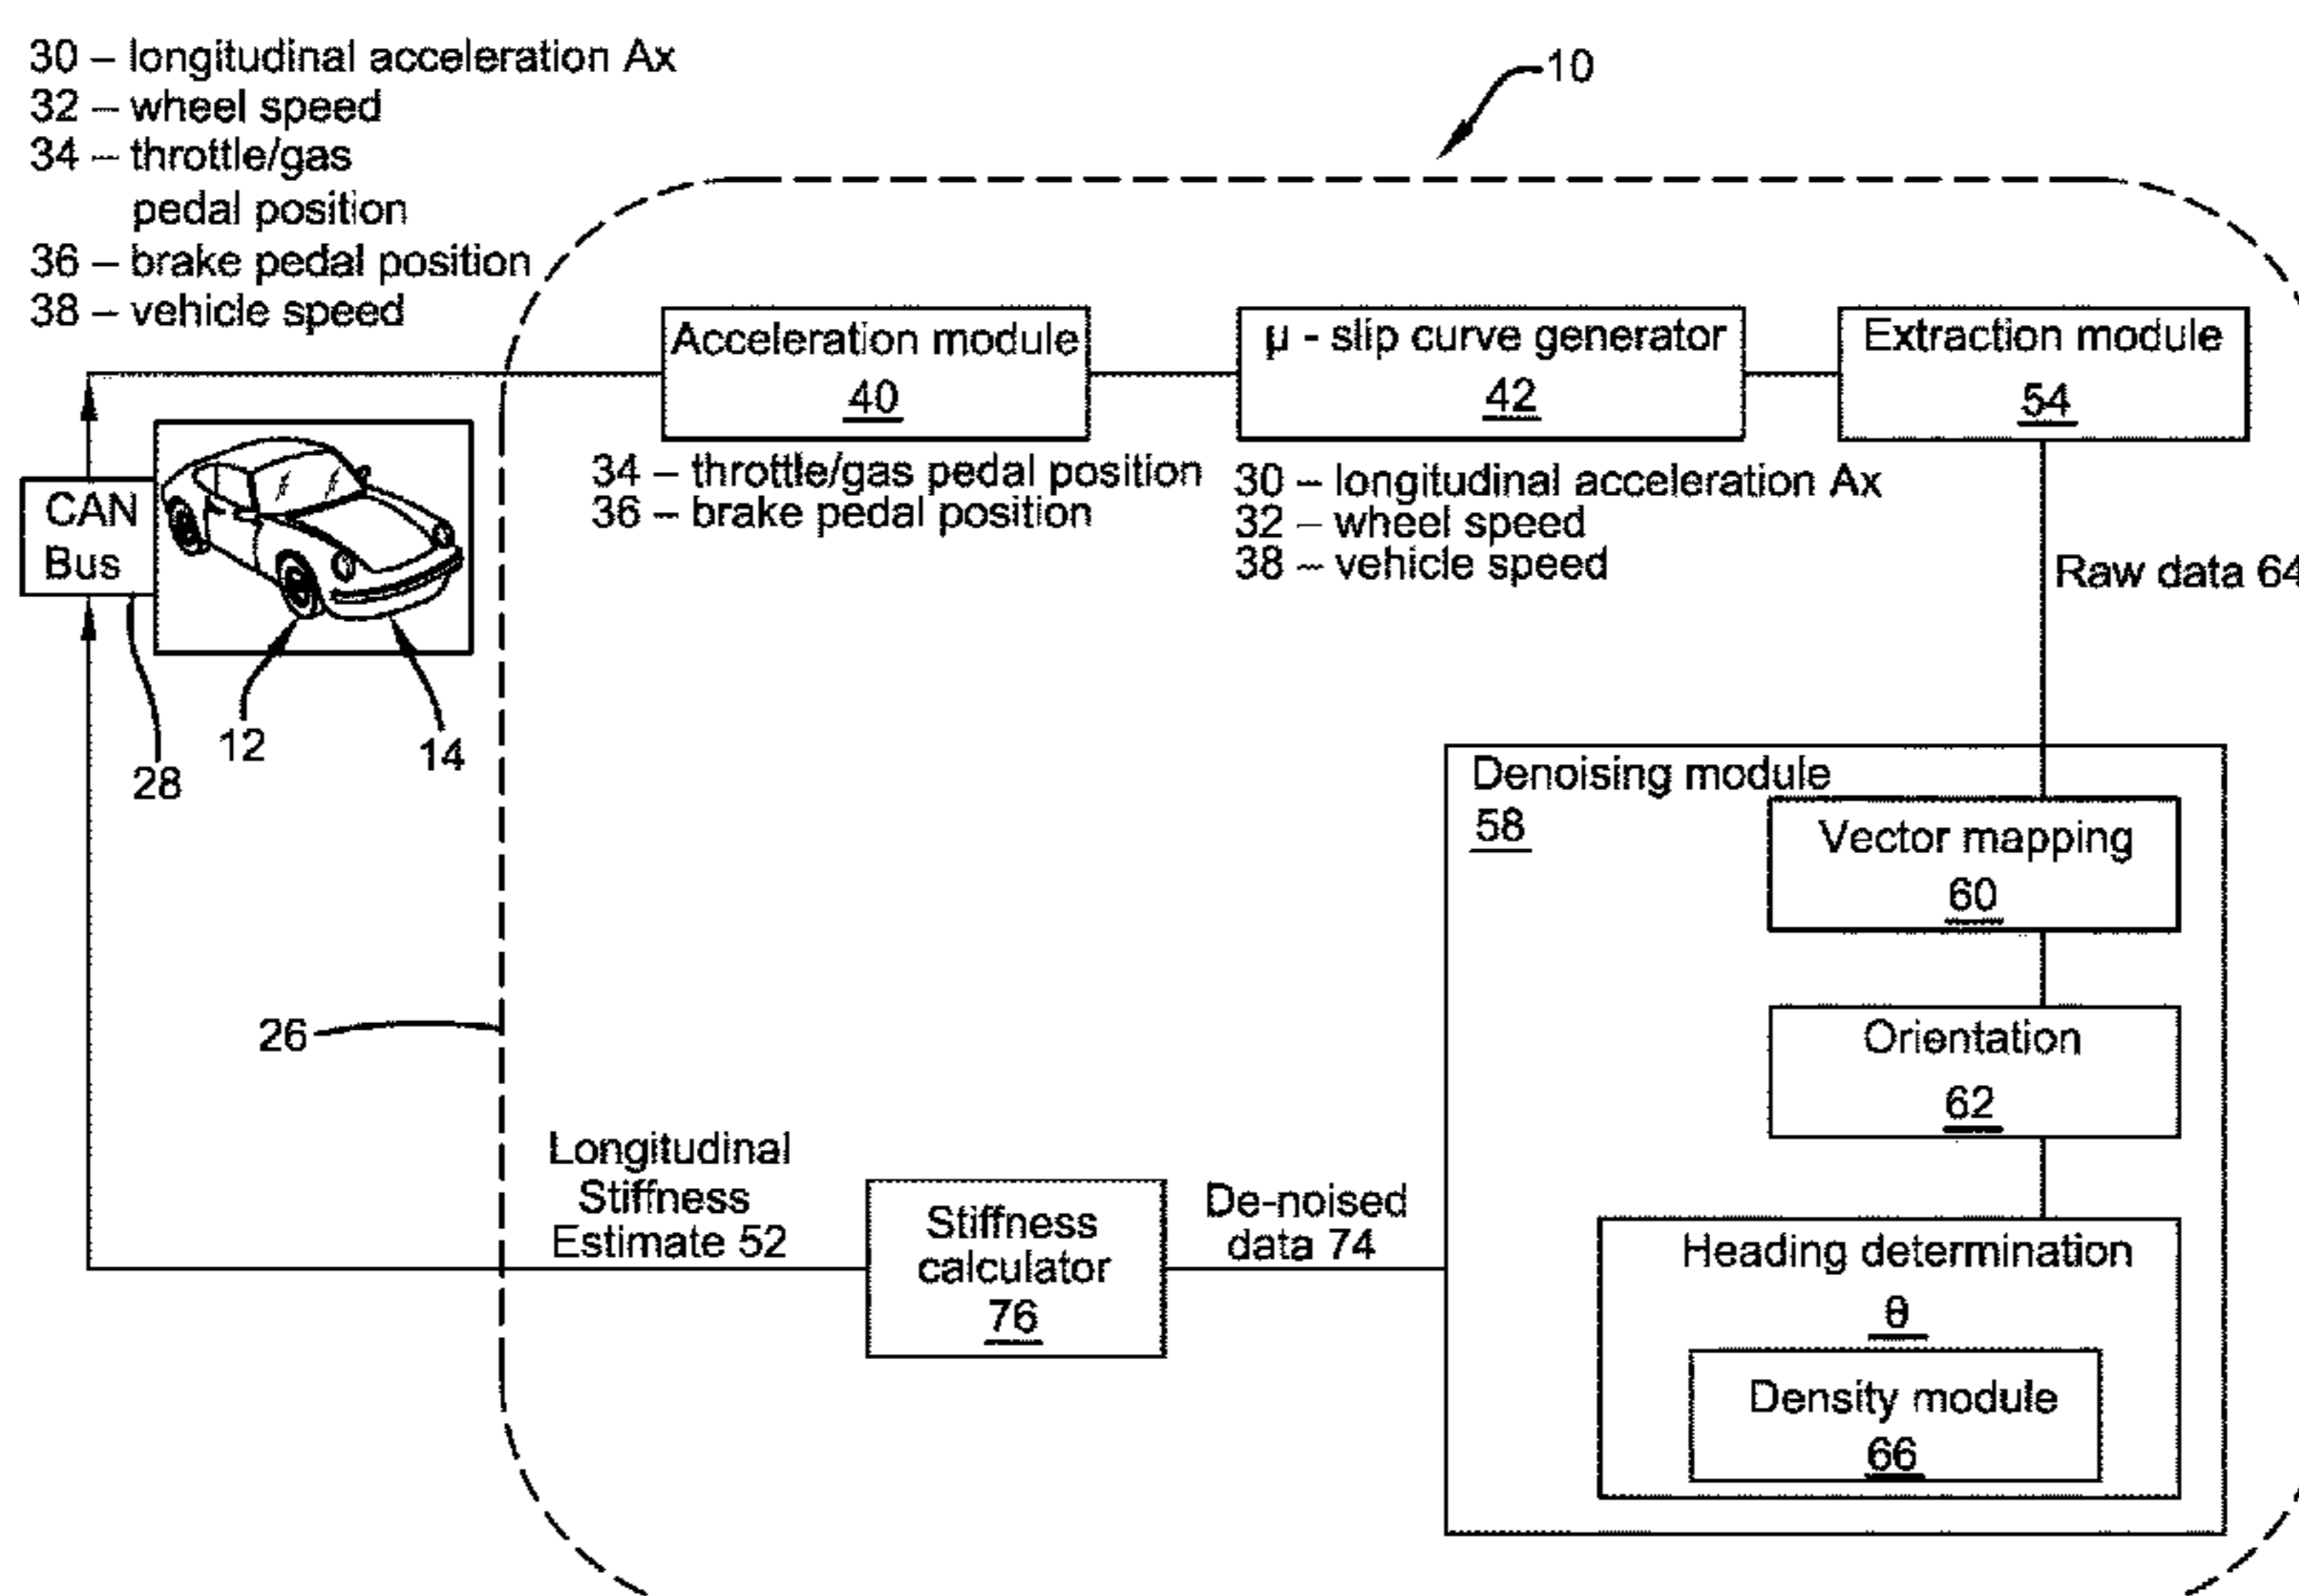 30 – longitudinal acceleration Ax
32 – wheel speed
34 – throttle/gas
pedal position
36 – brake pedal position
38 – vehicle speed
10
Acceleration module
40
34 – throttle/gas pedal position
36 – brake pedal position
μ - slip curve generator
42
30 – longitudinal acceleration Ax
32 – wheel speed
38 – vehicle speed
Extraction module
54
Raw data 64
CAN
Bus
28
12
14
26
Denoising module
58
Vector mapping
60
Orientation
62
Heading determination
θ
Density module
66
De-noised
data 74
Stiffness
calculator
76
Longitudinal
Stiffness
Estimate 52